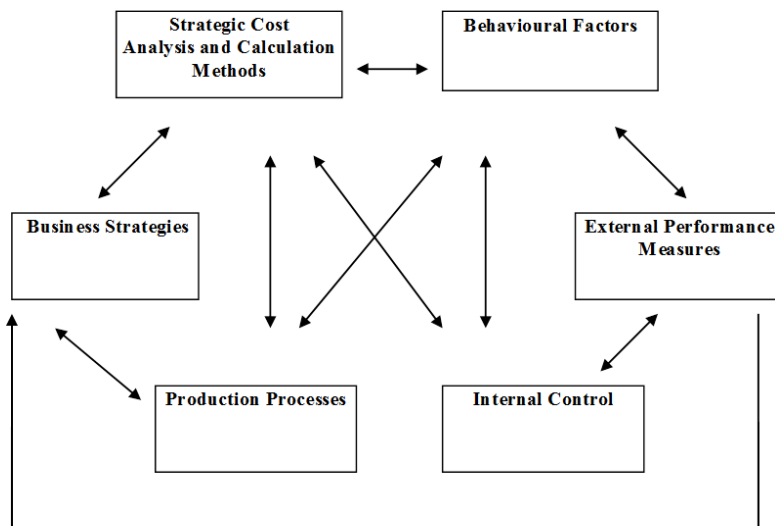 Strategic Cost
Analysis and Calculation
Methods
Behavioural Factors
Business Strategies
External Performance
Measures
Production Processes
Internal Control